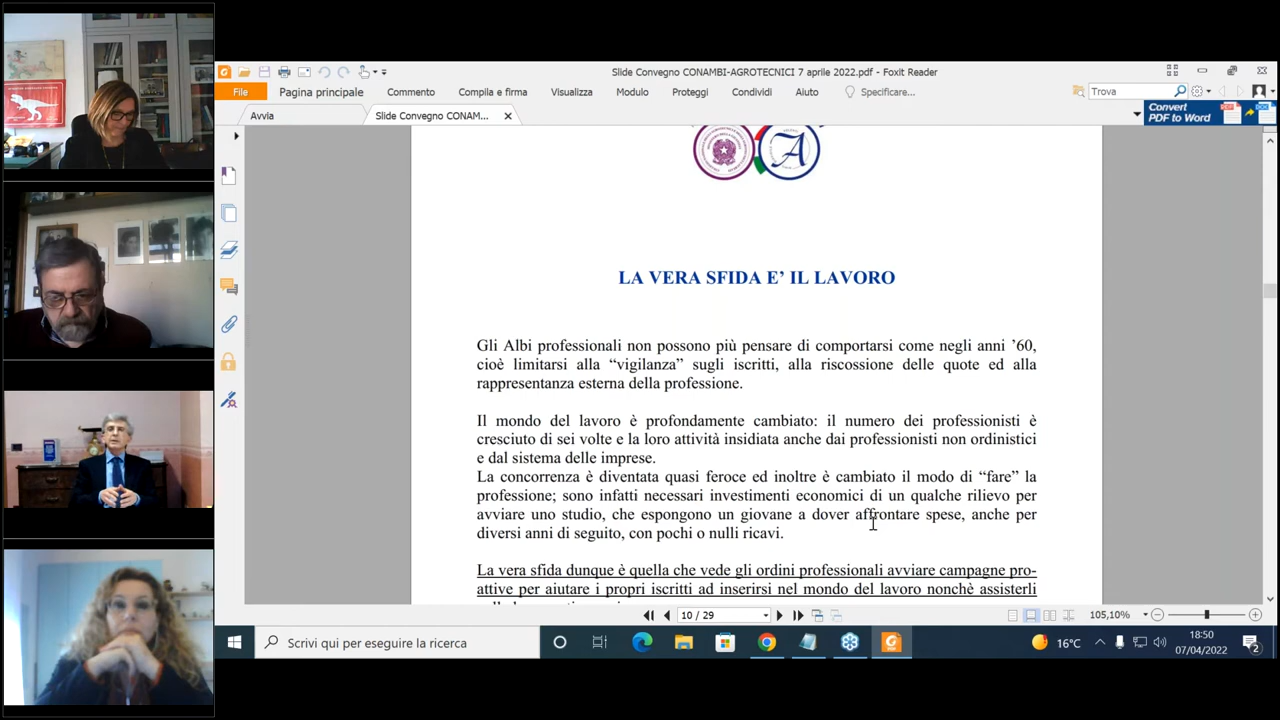 Slide Convegno CONAMBI-AGROTECNICI 7 aprile 2022.pdf - Foxit Reader
File Pagina principale Commento Compila e firma Visualizza Modulo Proteggi Condividi Aiuto Specificare... Trova
Avvia Slide Convegno CONAM...
Convert
PDF to Word
LA VERA SFIDA E’ IL LAVORO
Gli Albi professionali non possono più pensare di comportarsi come negli anni ’60,
cioè limitarsi alla “vigilanza” sugli iscritti, alla riscossione delle quote ed alla
rappresentanza esterna della professione.
Il mondo del lavoro è profondamente cambiato: il numero dei professionisti è
cresciuto di sei volte e la loro attività insidiata anche dai professionisti non ordinistici
e dal sistema delle imprese.
La concorrenza è diventata quasi feroce ed inoltre è cambiato il modo di “fare” la
professione; sono infatti necessari investimenti economici di un qualche rilievo per
avviare uno studio, che espongono un giovane a dover affrontare spese, anche per
diversi anni di seguito, con pochi o nulli ricavi.
La vera sfida dunque è quella che vede gli ordini professionali avviare campagne pro-
attive per aiutare i propri iscritti ad inserirsi nel mondo del lavoro nonchè assisterli
10 / 29
105,10%
Scrivi qui per eseguire la ricerca
16°C
18:50
07/04/2022
2